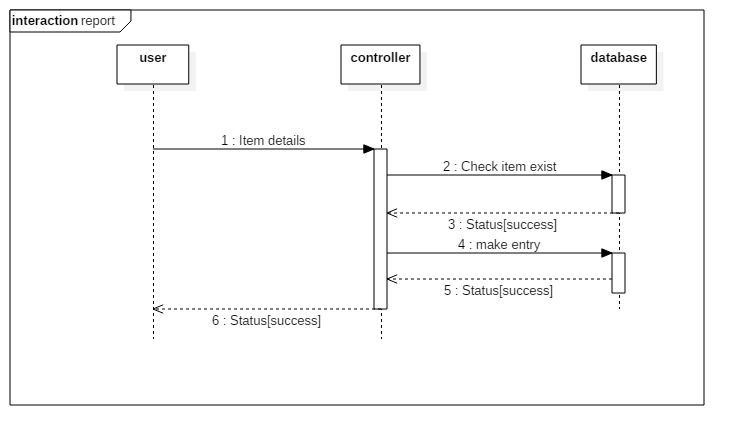 interaction report
user
controller
database
1 : Item details
2 : Check item exist
3 : Status[success]
4 : make entry
5 : Status[success]
6 : Status[success]